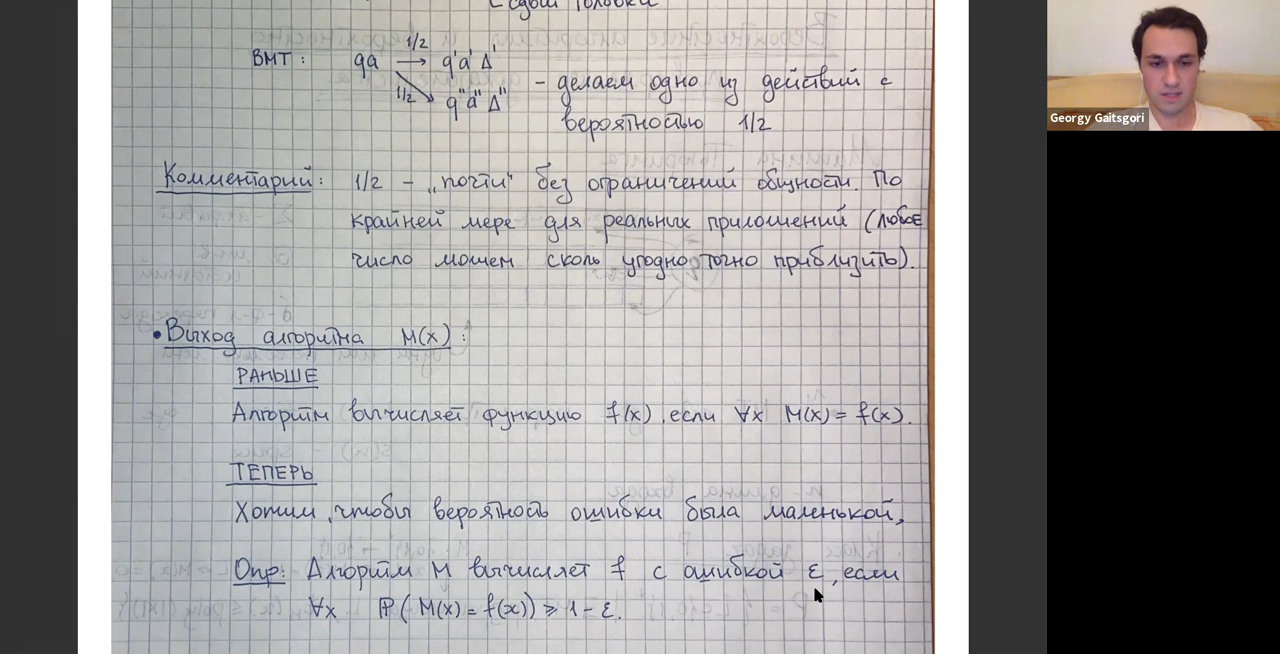 сдвиг головки
ВМТ: qa 1/2 → q'a'Δ'
1/2 ↘ q"a"Δ" - делаем одно из действий с
вероятностью 1/2
Комментарий: 1/2 - „почти" без ограничений общности. По
крайней мере для реальных приложений (любое
число можем сколь угодно точно приблизить).
• Выход алгоритма M(x):
РАНЬШЕ
Алгоритм вычисляет функцию f(x), если ∀x M(x) = f(x).
ТЕПЕРЬ
Хотим, чтобы вероятность ошибки была маленькой,
Опр: Алгоритм M вычисляет f с ошибкой ε, если
∀x ℙ(M(x) = f(x)) ⩾ 1 - ε.
Georgy Gaitsgori